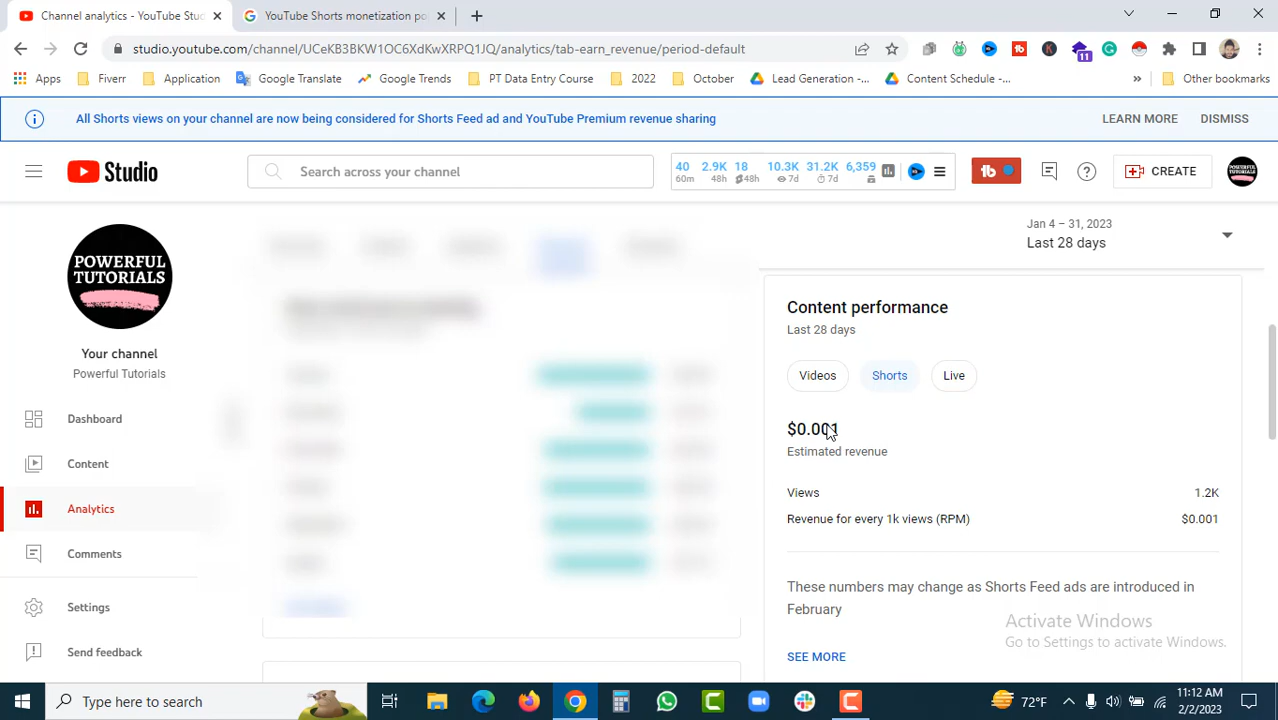 Channel analytics - YouTube Stu
YouTube Shorts monetization po
studio.youtube.com/channel/UCeKB3BKW1OC6XdKwXRPQ1JQ/analytics/tab-earn_revenue/period-default
11
Apps
Fiverr
Application
Google Translate
Google Trends
PT Data Entry Course
2022
October
Lead Generation -...
Content Schedule -...
Other bookmarks
All Shorts views on your channel are now being considered for Shorts Feed ad and YouTube Premium revenue sharing
LEARN MORE
DISMISS
Studio
Search across your channel
40 2.9K 18 10.3K 31.2K 6,359
60m 48h 48h 7d 7d
tb
CREATE
POWERFUL
TUTORIALS
POWERFUL
TUTORIALS
Your channel
Powerful Tutorials
Dashboard
Content
Analytics
Comments
Settings
Send feedback
Jan 4 – 31, 2023
Last 28 days
Content performance
Last 28 days
Videos
Shorts
Live
$0.001
Estimated revenue
Views 1.2K
Revenue for every 1k views (RPM) $0.001
These numbers may change as Shorts Feed ads are introduced in
February
SEE MORE
Activate Windows
Go to Settings to activate Windows.
Type here to search
72°F
11:12 AM
2/2/2023